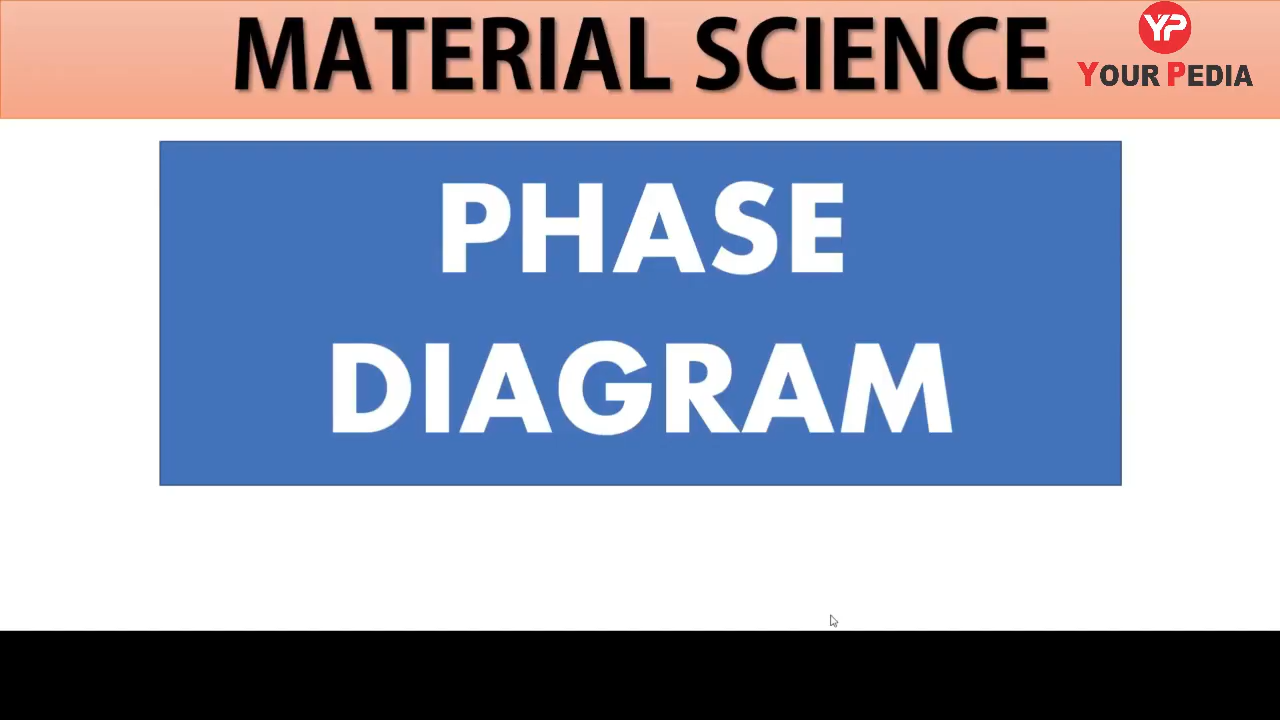 MATERIAL SCIENCE
YP
YOUR PEDIA
PHASE
DIAGRAM